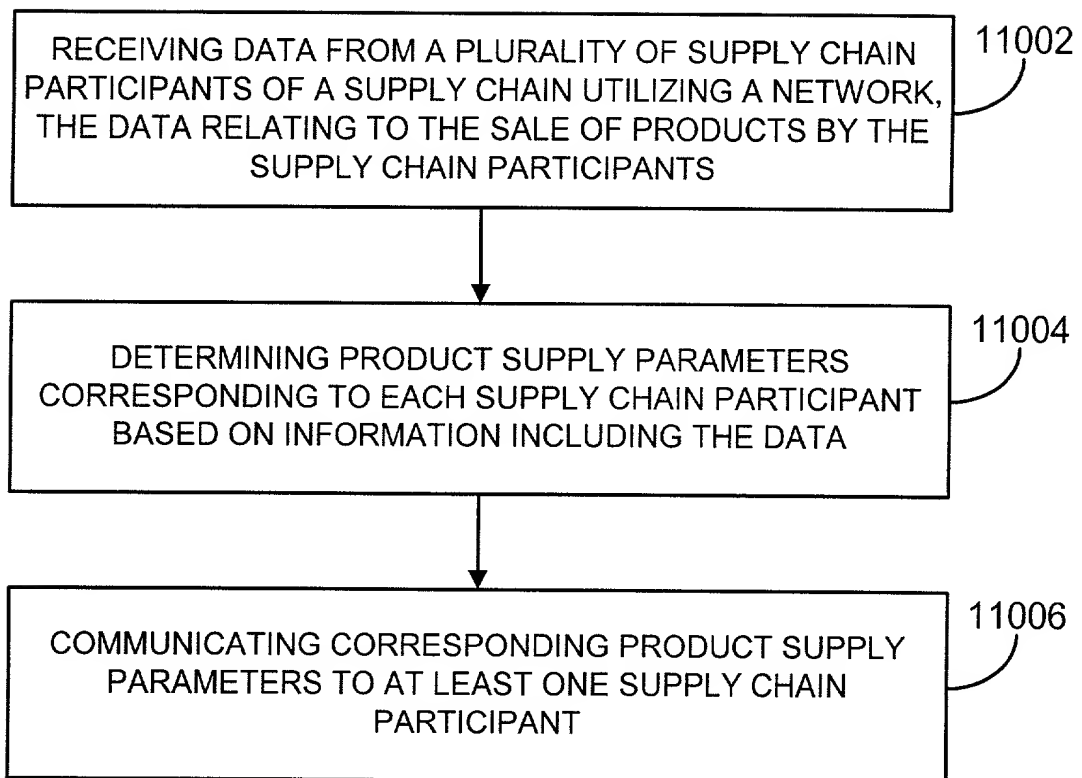 RECEIVING DATA FROM A PLURALITY OF SUPPLY CHAIN
PARTICIPANTS OF A SUPPLY CHAIN UTILIZING A NETWORK,
THE DATA RELATING TO THE SALE OF PRODUCTS BY THE
SUPPLY CHAIN PARTICIPANTS
11002
DETERMINING PRODUCT SUPPLY PARAMETERS
CORRESPONDING TO EACH SUPPLY CHAIN PARTICIPANT
BASED ON INFORMATION INCLUDING THE DATA
11004
COMMUNICATING CORRESPONDING PRODUCT SUPPLY
PARAMETERS TO AT LEAST ONE SUPPLY CHAIN
PARTICIPANT
11006